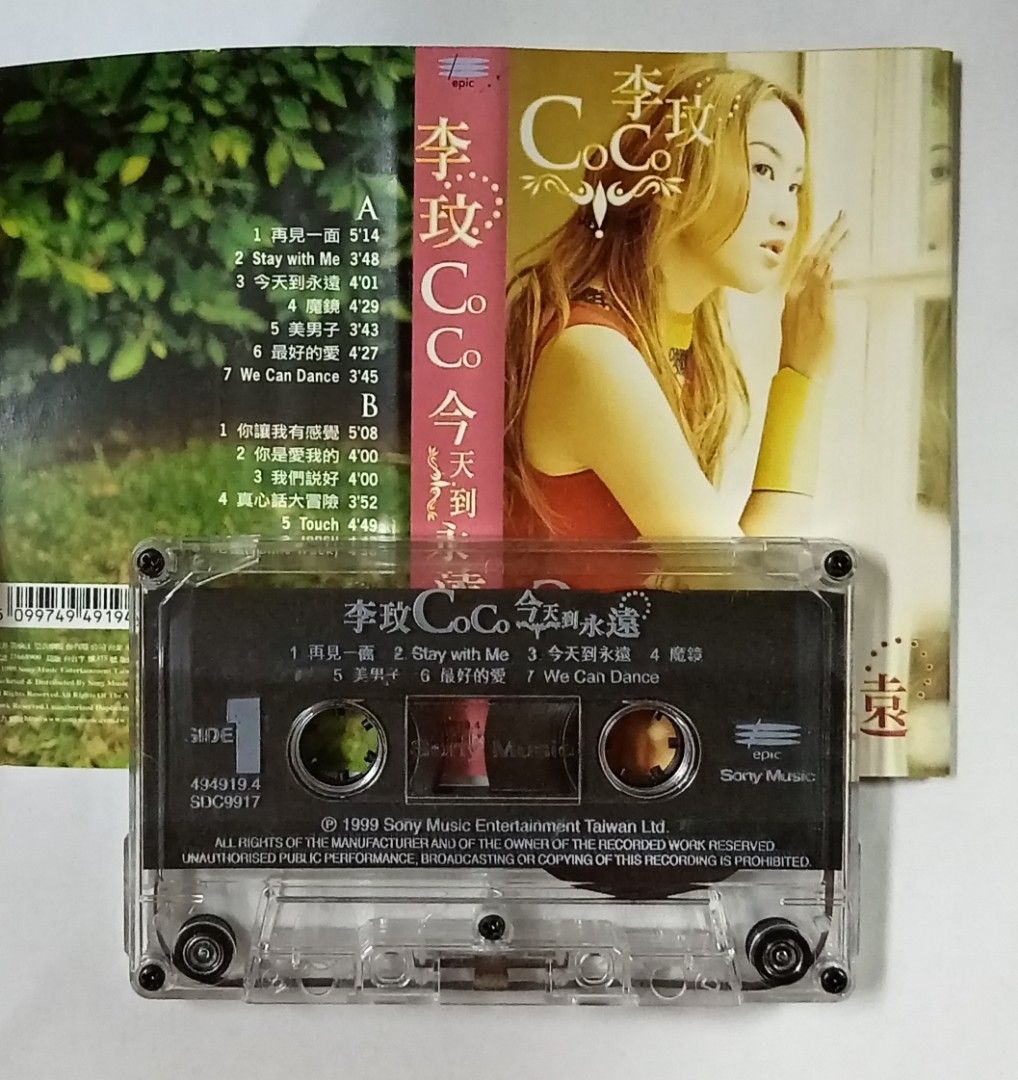 A
1 再見一面 5'14
2 Stay with Me 3'48
3 今天到永遠 4'01
4 魔鏡 4'29
5 美男子 3'43
6 最好的愛 4'27
7 We Can Dance 3'45
B
1 你讓我有感覺 5'08
2 你是愛我的 4'00
3 我們説好 4'00
4 真心話大冒險 3'52
5 Touch 4'49
099749 49194
epic
李玟
CoCo
今天到永遠
李玟
CoCo
遠
李玟 CoCo 今天到永遠
1 再見一面 2 Stay with Me 3 今天到永遠 4 魔鏡
5 美男子 6 最好的愛 7 We Can Dance
SIDE 1
494919.4
SDC9917
Sony Music
epic
Sony Music
℗ 1999 Sony Music Entertainment Taiwan Ltd.
ALL RIGHTS OF THE MANUFACTURER AND OF THE OWNER OF THE RECORDED WORK RESERVED.
UNAUTHORISED PUBLIC PERFORMANCE, BROADCASTING OR COPYING OF THIS RECORDING IS PROHIBITED.